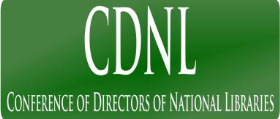 CDNL
CONFERENCE OF DIRECTORS OF NATIONAL LIBRARIES